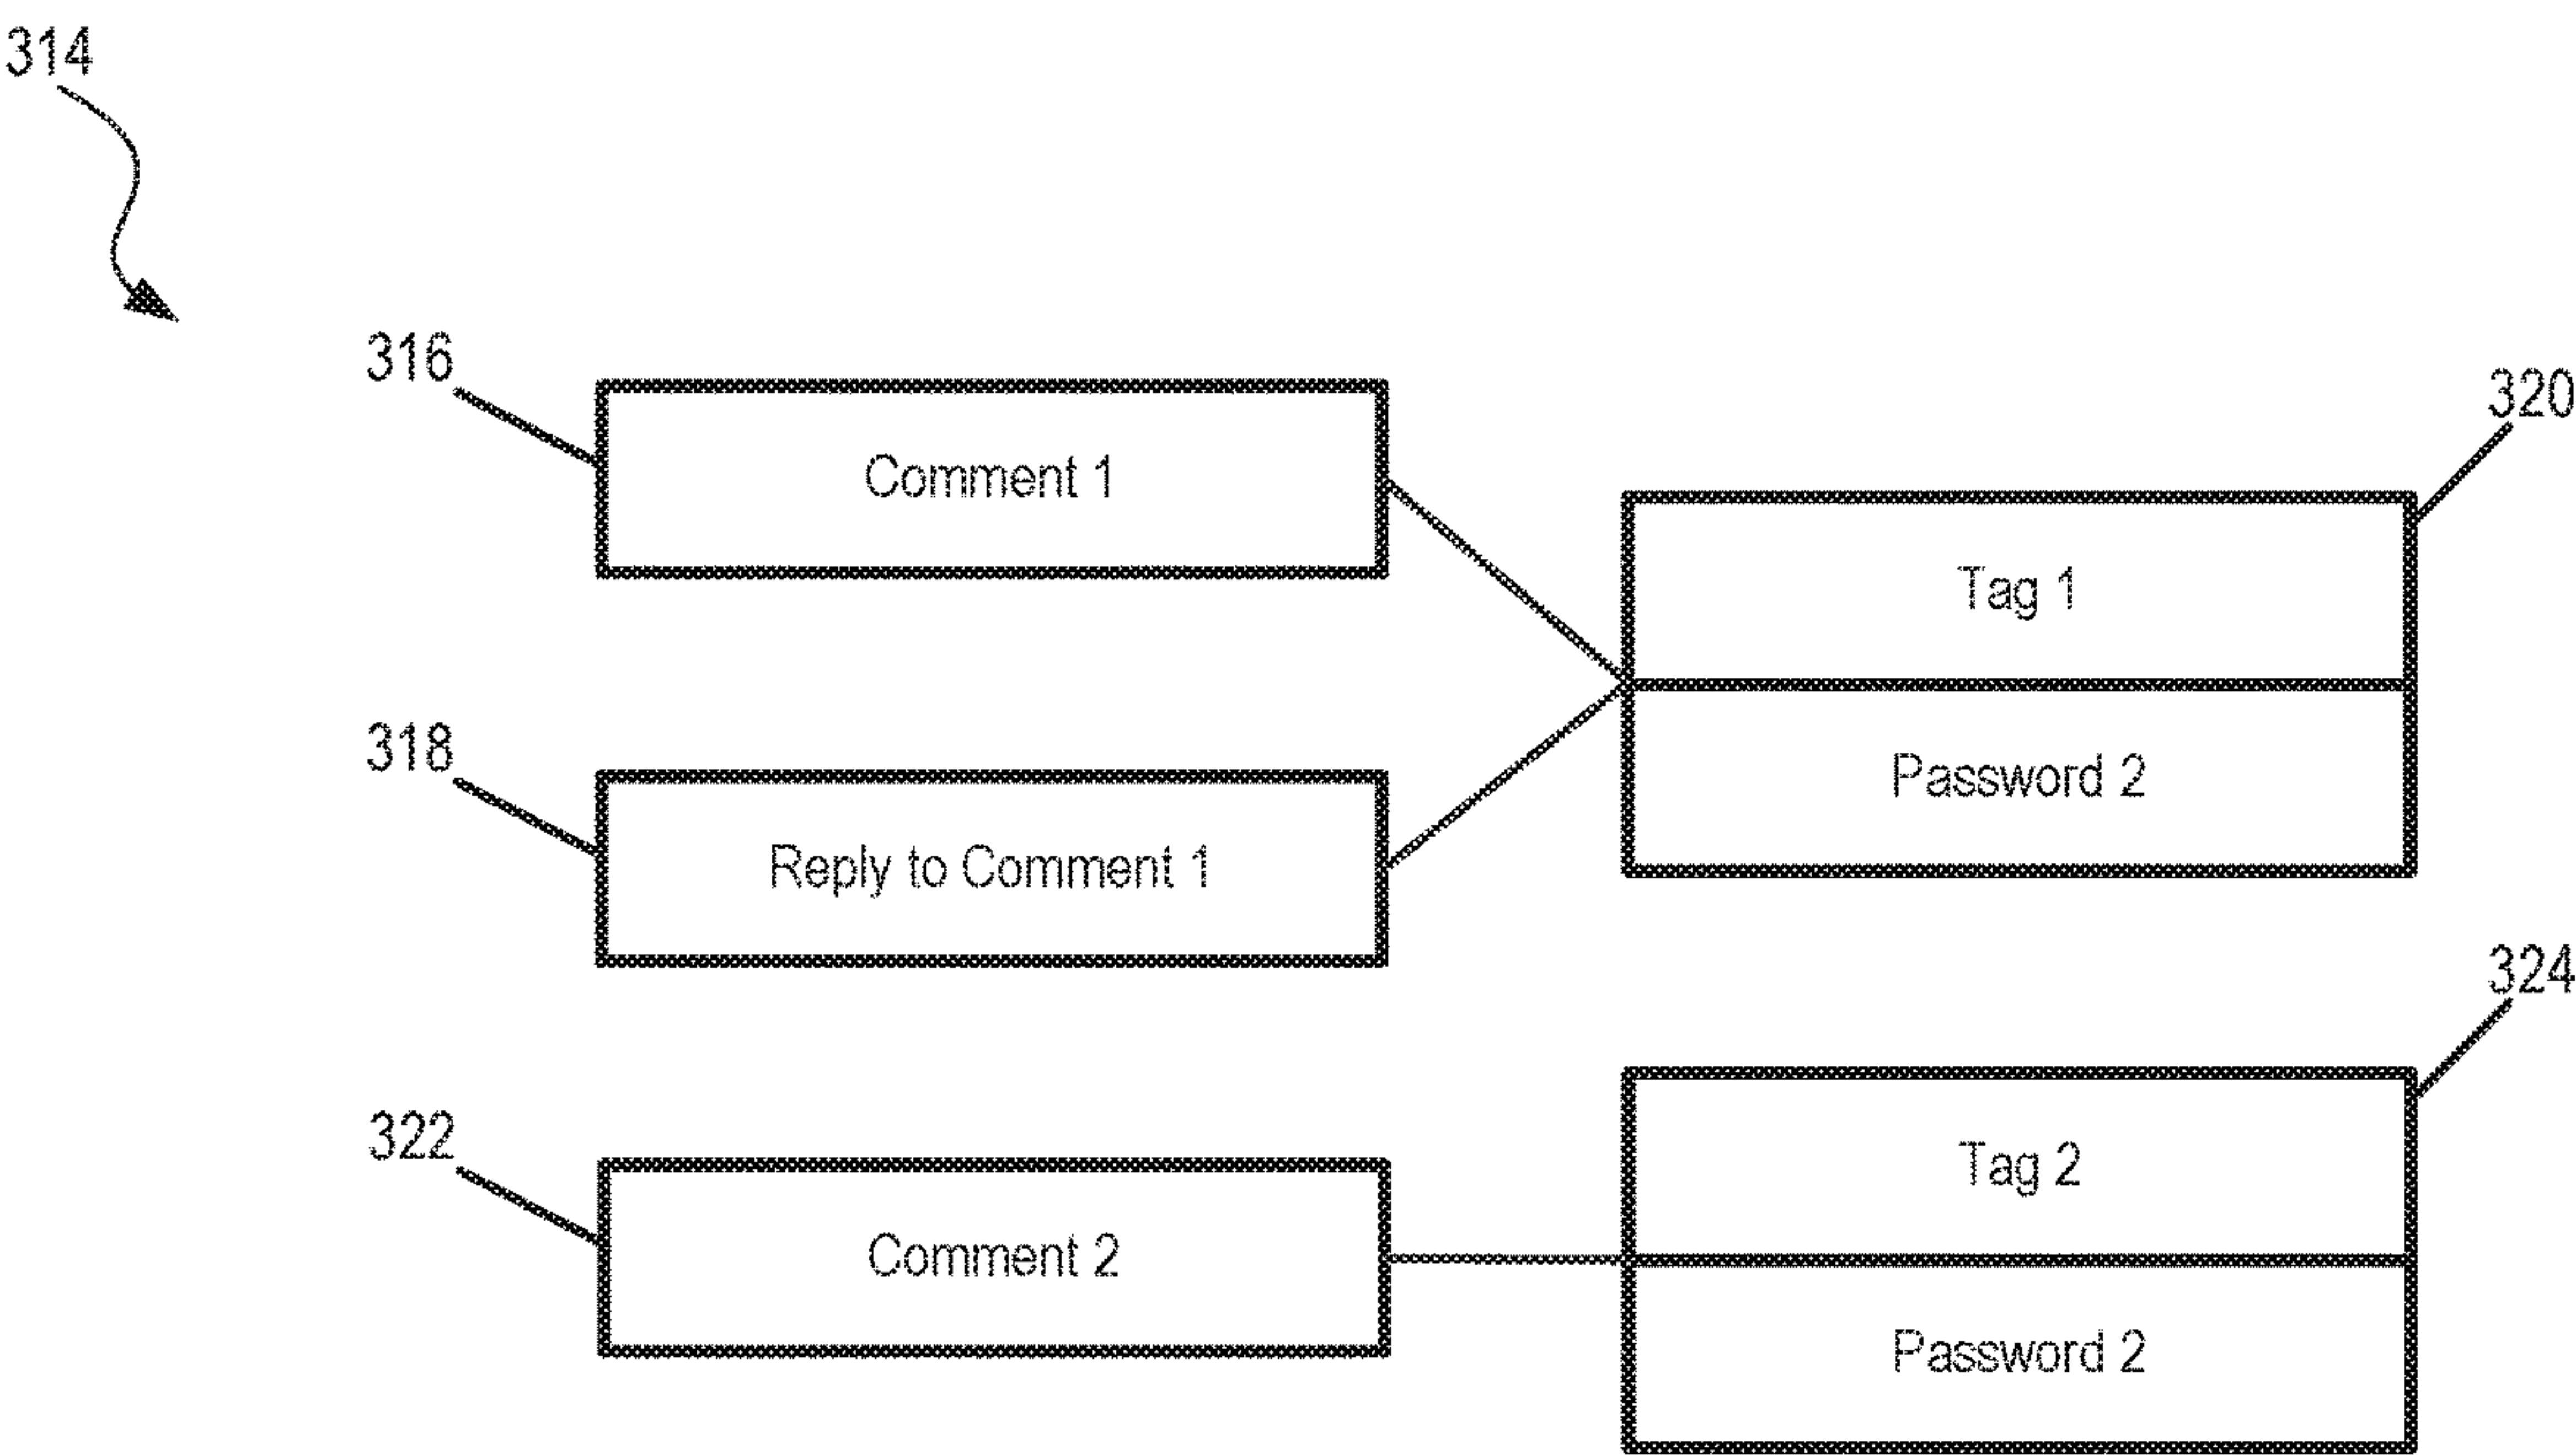 314
316
Comment 1
320
Tag 1
318
Password 2
Reply to Comment 1
324
322
Tag 2
Comment 2
Password 2